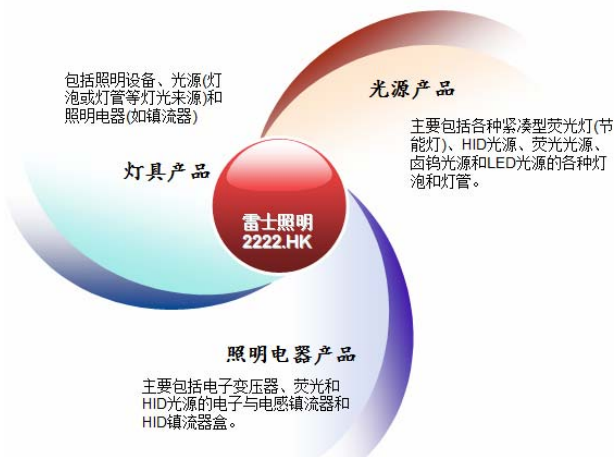 包括照明设备、光源(灯
泡或灯管等灯光来源)和
照明电器(如镇流器)
灯具产品
光源产品
主要包括各种紧凑型荧光灯(节
能灯)、HID光源、荧光光源、
卤钨光源和LED光源的各种灯
泡和灯管。
雷士照明
2222.HK
照明电器产品
主要包括电子变压器、荧光和
HID光源的电子与电感镇流器和
HID镇流器盒。